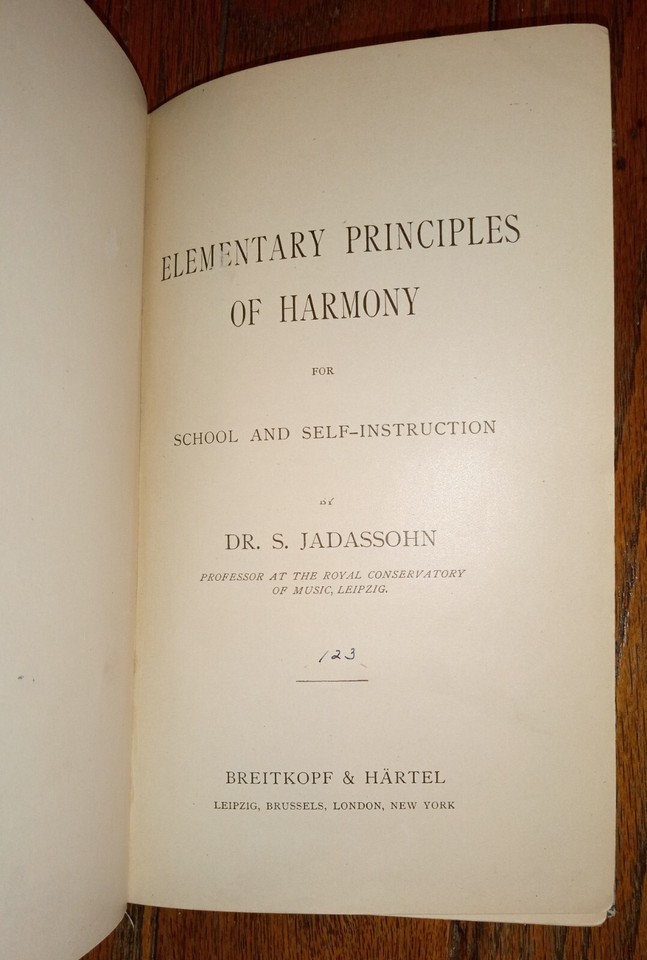 ELEMENTARY PRINCIPLES
OF HARMONY
FOR
SCHOOL AND SELF-INSTRUCTION
BY
DR. S. JADASSOHN
PROFESSOR AT THE ROYAL CONSERVATORY
OF MUSIC, LEIPZIG.
123
BREITKOPF & HÄRTEL
LEIPZIG, BRUSSELS, LONDON, NEW YORK